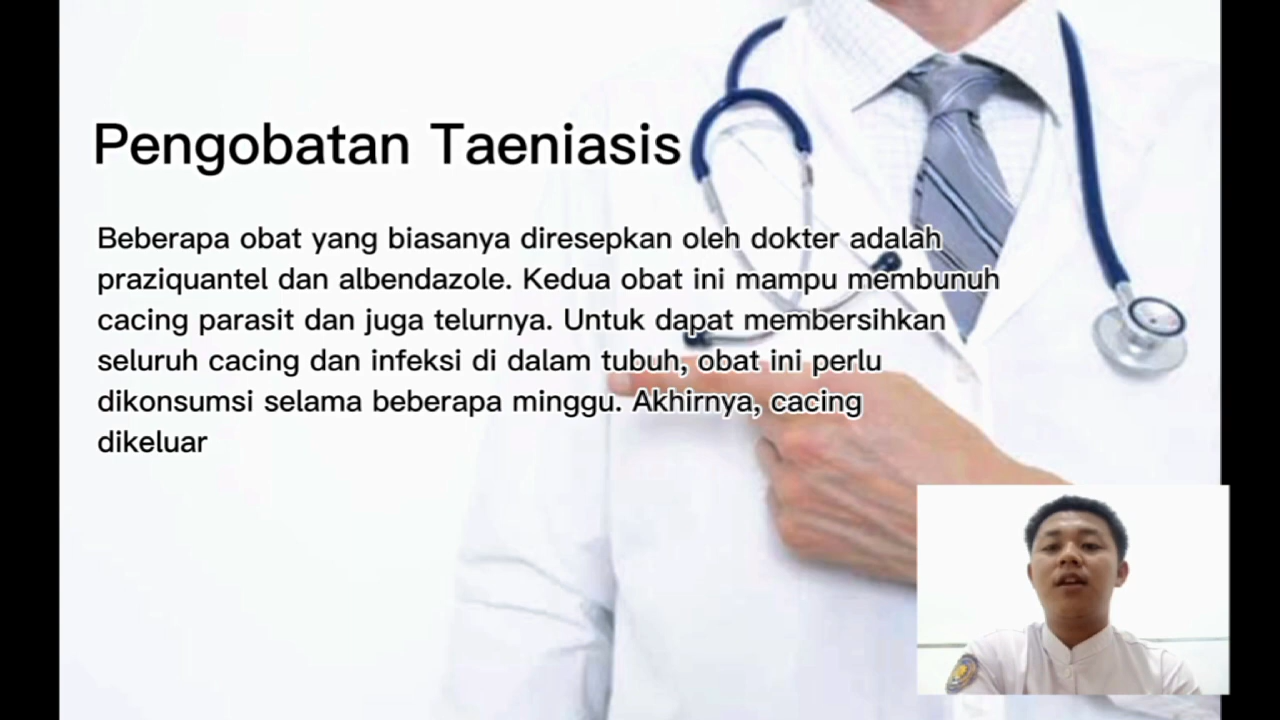 Pengobatan Taeniasis
Beberapa obat yang biasanya diresepkan oleh dokter adalah
praziquantel dan albendazole. Kedua obat ini mampu membunuh
cacing parasit dan juga telurnya. Untuk dapat membersihkan
seluruh cacing dan infeksi di dalam tubuh, obat ini perlu
dikonsumsi selama beberapa minggu. Akhirnya, cacing
dikeluar